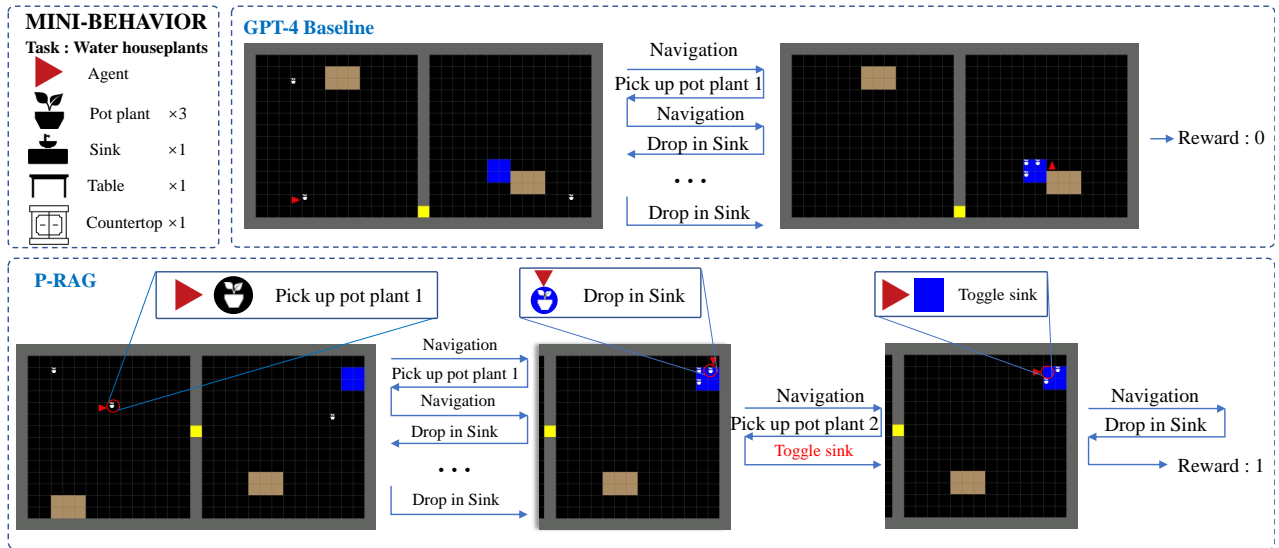 MINI-BEHAVIOR
Task : Water houseplants
Agent
Pot plant ×3
Sink ×1
Table ×1
Countertop ×1
GPT-4 Baseline
Navigation
Pick up pot plant 1
Navigation
Drop in Sink
...
Drop in Sink
Reward : 0
P-RAG
Pick up pot plant 1
Drop in Sink
Toggle sink
Navigation
Pick up pot plant 1
Navigation
Drop in Sink
...
Drop in Sink
Navigation
Pick up pot plant 2
Toggle sink
Navigation
Drop in Sink
Reward : 1